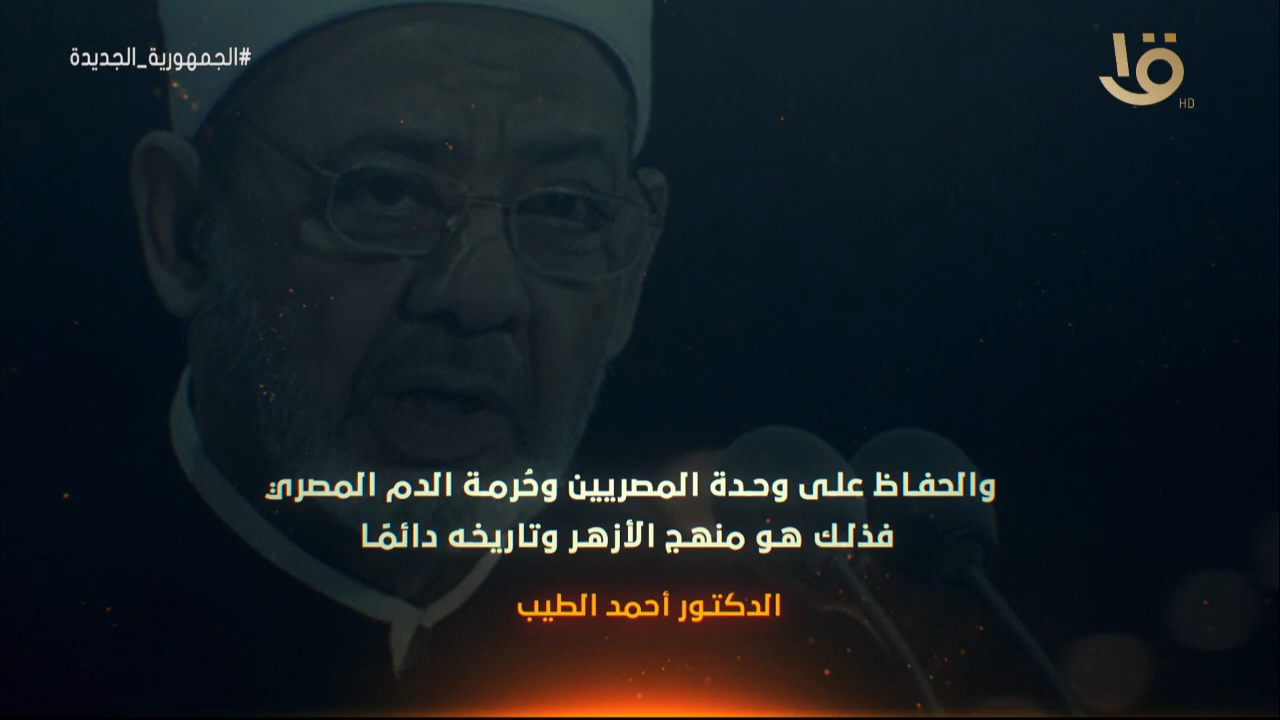 #الجمهورية_الجديدة
HD
والحفاظ على وحدة المصريين وحُرمة الدم المصري
فذلك هو منهج الأزهر وتاريخه دائمًا
الدكتور أحمد الطيب